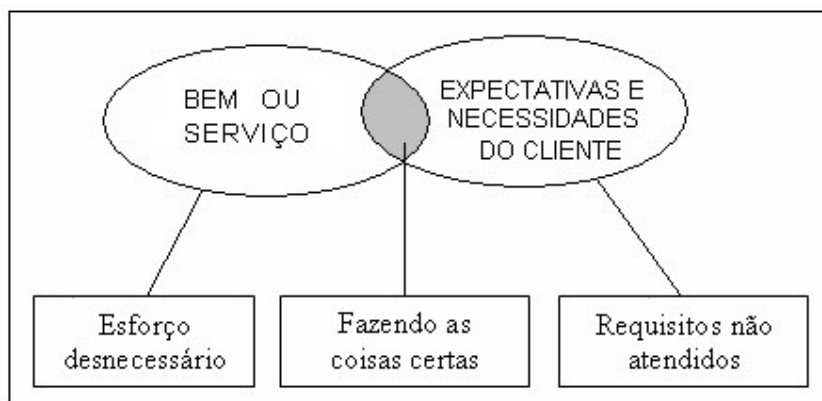 BEM OU
SERVIÇO
EXPECTATIVAS E
NECESSIDADES
DO CLIENTE
Esforço
desnecessário
Fazendo as
coisas certas
Requisitos não
atendidos